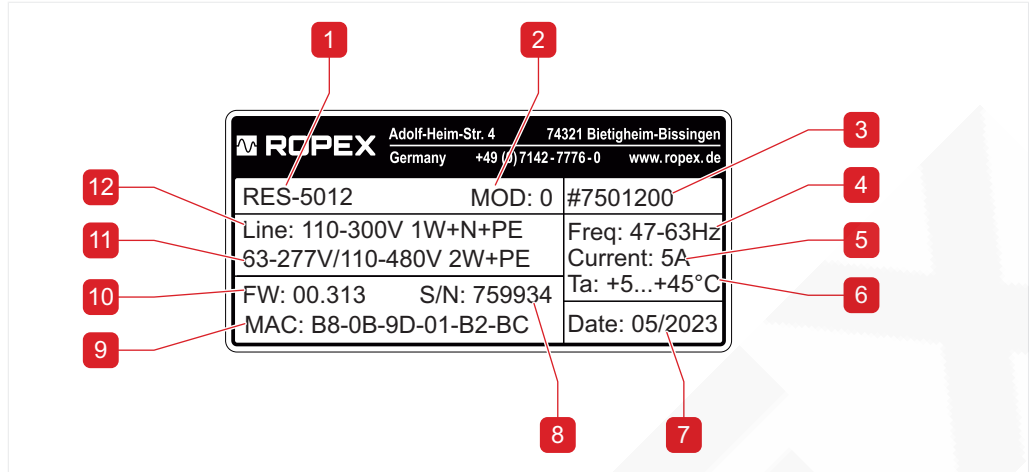 1
2
ROPEX
Adolf-Heim-Str. 4 74321 Bietigheim-Bissingen
Germany +49 (0) 7142-7776-0 www.ropex.de
3
12
RES-5012 MOD: 0 #7501200
4
Line: 110-300V 1W+N+PE Freq: 47-63Hz
11
63-277V/110-480V 2W+PE Current: 5A
5
Ta: +5...+45°C
10
FW: 00.313 S/N: 759934
6
MAC: B8-0B-9D-01-B2-BC Date: 05/2023
9
8
7